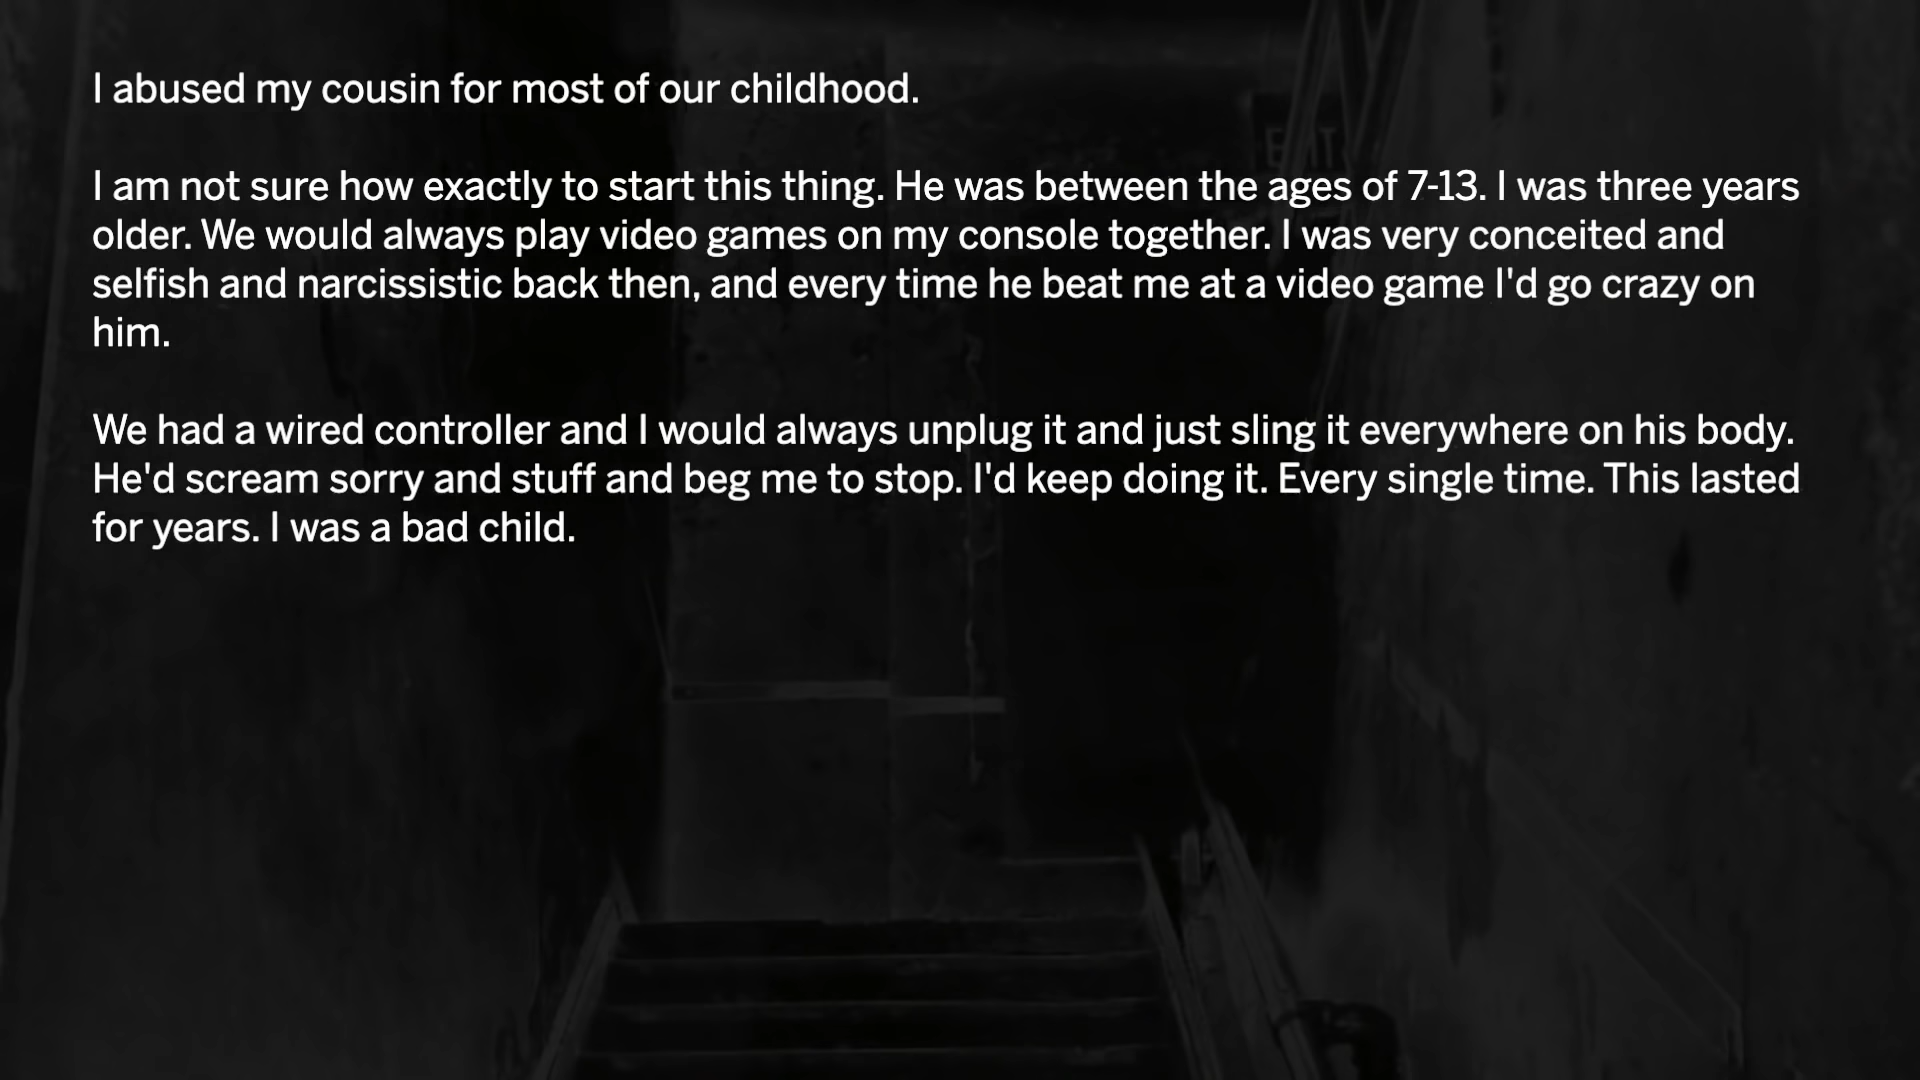 I abused my cousin for most of our childhood.
I am not sure how exactly to start this thing. He was between the ages of 7-13. I was three years
older. We would always play video games on my console together. I was very conceited and
selfish and narcissistic back then, and every time he beat me at a video game I'd go crazy on
him.
We had a wired controller and I would always unplug it and just sling it everywhere on his body.
He'd scream sorry and stuff and beg me to stop. I'd keep doing it. Every single time. This lasted
for years. I was a bad child.